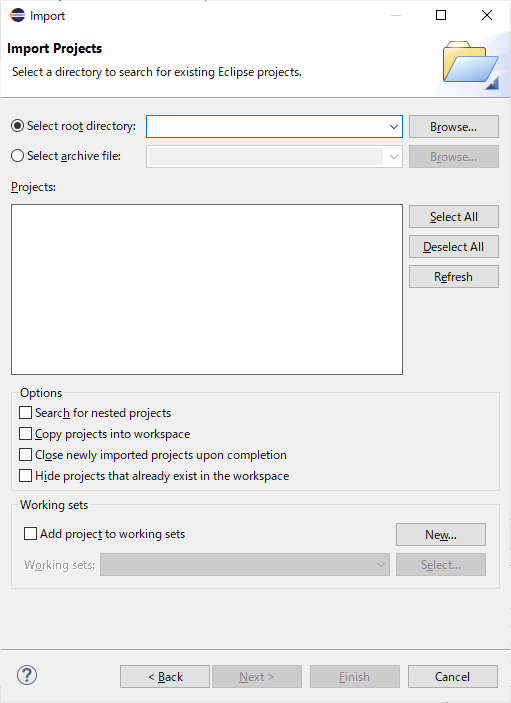 Import
Import Projects
Select a directory to search for existing Eclipse projects.
Select root directory:
Browse...
Select archive file:
Browse...
Projects:
Select All
Deselect All
Refresh
Options
Search for nested projects
Copy projects into workspace
Close newly imported projects upon completion
Hide projects that already exist in the workspace
Working sets
Add project to working sets
New...
Working sets:
Select...
?
< Back
Next >
Finish
Cancel